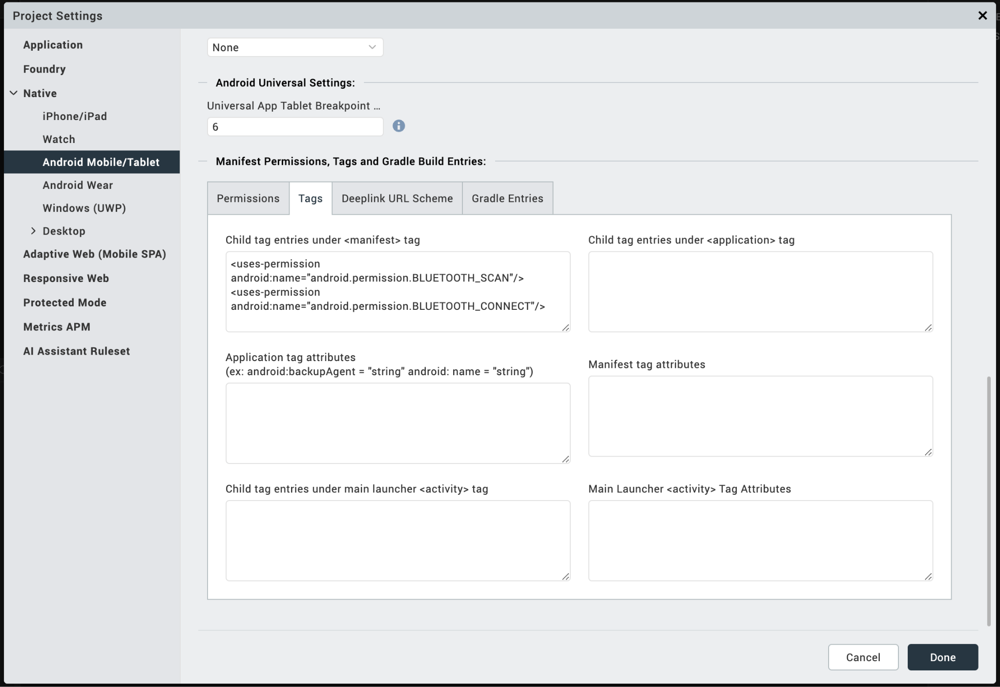 Project Settings
Application
Foundry
Native
iPhone/iPad
Watch
Android Mobile/Tablet
Android Wear
Windows (UWP)
Desktop
Adaptive Web (Mobile SPA)
Responsive Web
Protected Mode
Metrics APM
AI Assistant Ruleset
None
Android Universal Settings:
Universal App Tablet Breakpoint ...
6
Manifest Permissions, Tags and Gradle Build Entries:
Permissions
Tags
Deeplink URL Scheme
Gradle Entries
Child tag entries under <manifest> tag
<uses-permission
android:name="android.permission.BLUETOOTH_SCAN"/>
<uses-permission
android:name="android.permission.BLUETOOTH_CONNECT"/>
Child tag entries under <application> tag
Application tag attributes
(ex: android:backupAgent = "string" android: name = "string")
Manifest tag attributes
Child tag entries under main launcher <activity> tag
Main Launcher <activity> Tag Attributes
Cancel
Done